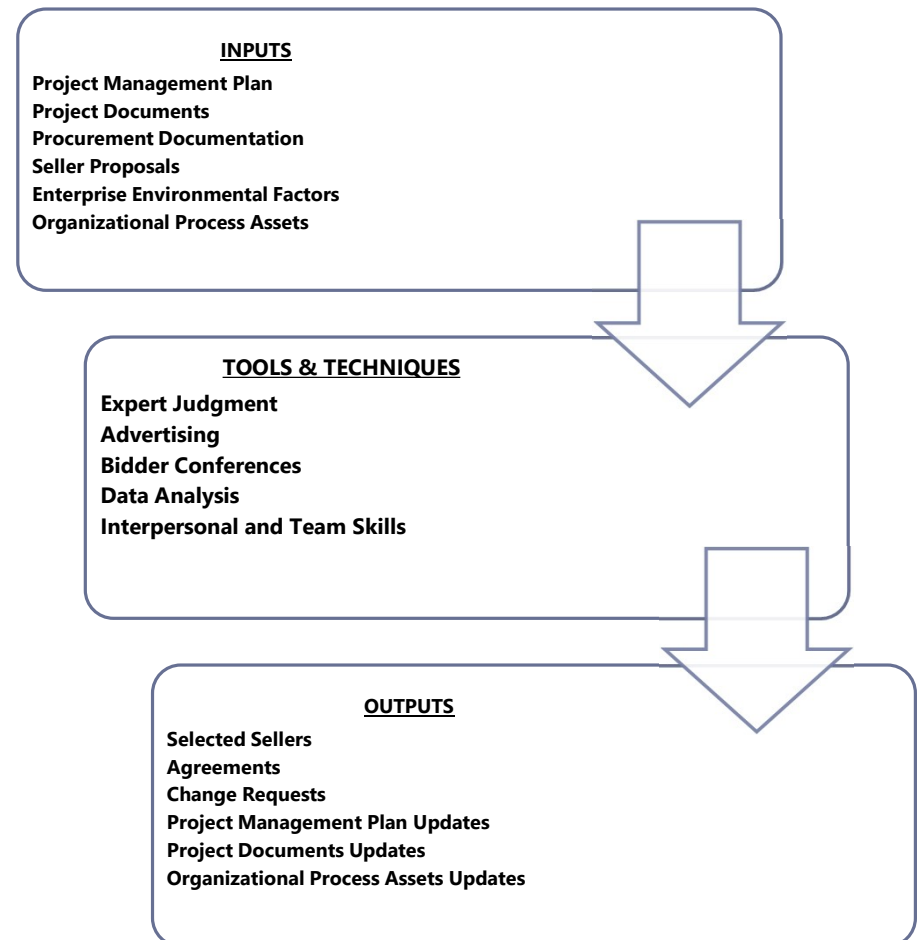 INPUTS
Project Management Plan
Project Documents
Procurement Documentation
Seller Proposals
Enterprise Environmental Factors
Organizational Process Assets
TOOLS & TECHNIQUES
Expert Judgment
Advertising
Bidder Conferences
Data Analysis
Interpersonal and Team Skills
OUTPUTS
Selected Sellers
Agreements
Change Requests
Project Management Plan Updates
Project Documents Updates
Organizational Process Assets Updates